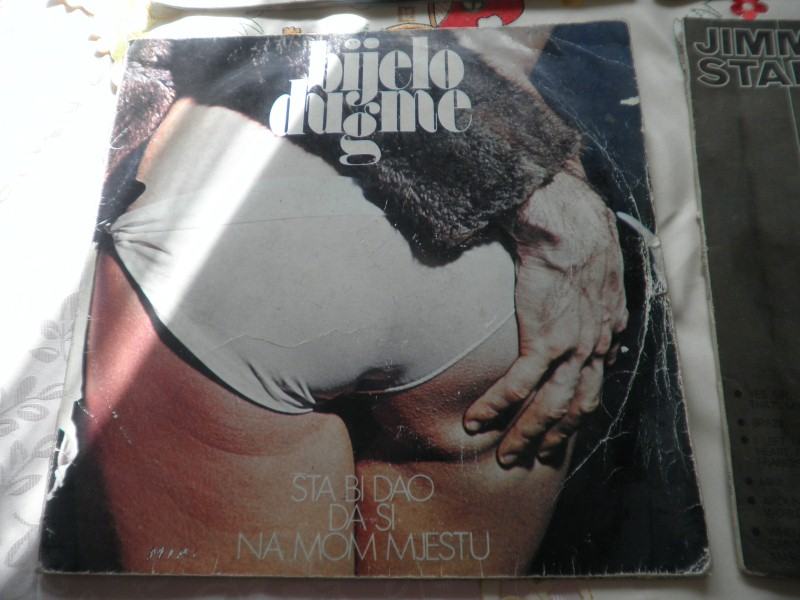 bijelo
dugme
STA BI DAO
DA SI
NA MOM MJESTU
JIMM
STA